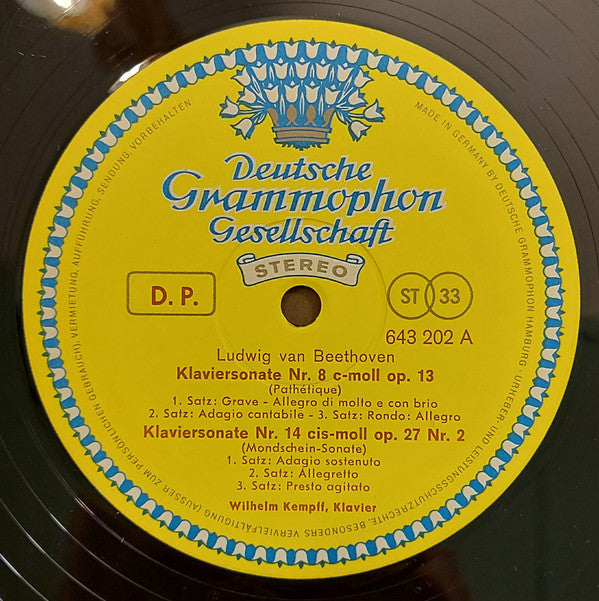 Deutsche
Grammophon
Gesellschaft
STEREO
D. P.
ST 33
643 202 A
Ludwig van Beethoven
Klaviersonate Nr. 8 c-moll op. 13
(Pathétique)
1. Satz: Grave - Allegro di molto e con brio
2. Satz: Adagio cantabile - 3. Satz: Rondo: Allegro
Klaviersonate Nr. 14 cis-moll op. 27 Nr. 2
(Mondschein-Sonate)
1. Satz: Adagio sostenuto
2. Satz: Allegretto
3. Satz: Presto agitato
Wilhelm Kempff, Klavier
MADE IN GERMANY BY DEUTSCHE GRAMMOPHON HAMBURG · URHEBER- UND LEISTUNGSSCHUTZRECHTE, BESONDERS VERVIELFÄLTIGUNG (AUSSER ZUM PERSÖNLICHEN GEBRAUCH), VERMIETUNG, AUFFÜHRUNG, SENDUNG, VORBEHALTEN